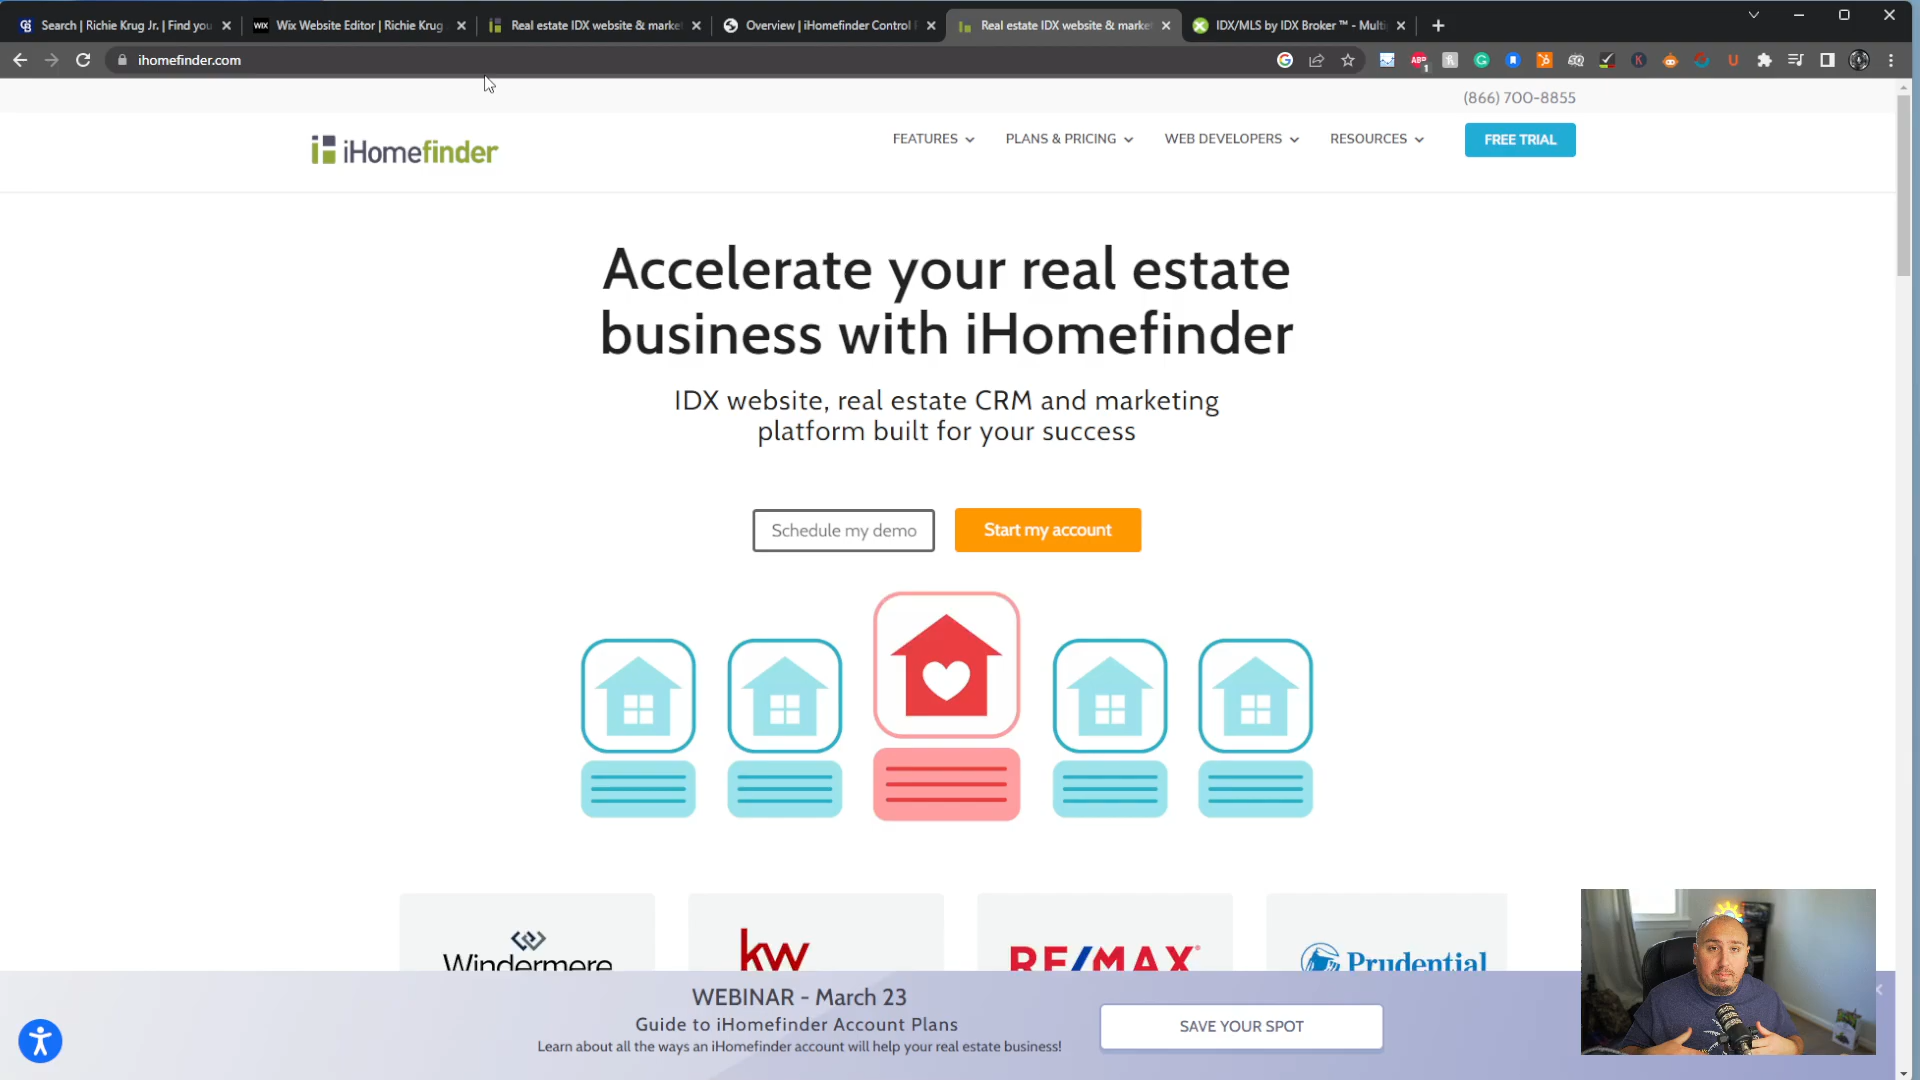 Search | Richie Krug Jr. | Find you
WIX Wix Website Editor | Richie Krug
Real estate IDX website & marke
Overview | iHomefinder Control
Real estate IDX website & marke
IDX/MLS by IDX Broker ™ - Multi
ihomefinder.com
(866) 700-8855
iHomefinder
FEATURES
PLANS & PRICING
WEB DEVELOPERS
RESOURCES
FREE TRIAL
Accelerate your real estate
business with iHomefinder
IDX website, real estate CRM and marketing
platform built for your success
Schedule my demo
Start my account
Windermere
kw
RE/MAX
Prudential
WEBINAR - March 23
Guide to iHomefinder Account Plans
Learn about all the ways an iHomefinder account will help your real estate business!
SAVE YOUR SPOT